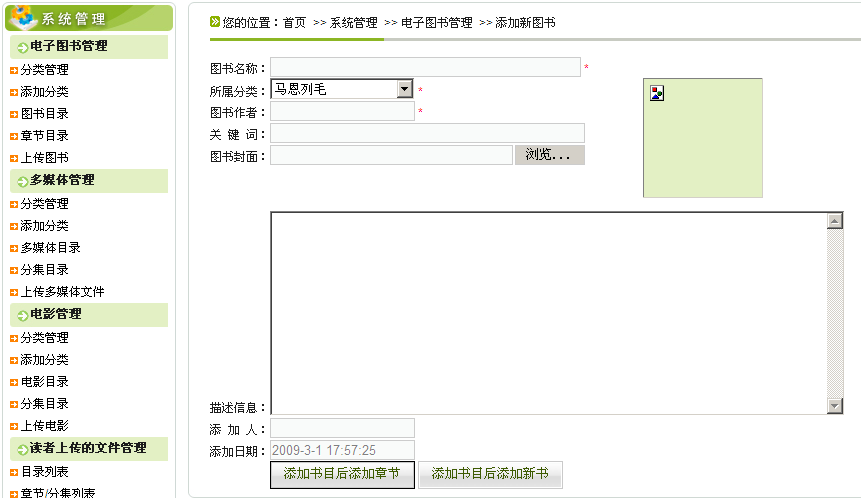 系统管理
电子图书管理
分类管理
添加分类
图书目录
章节目录
上传图书
多媒体管理
分类管理
添加分类
多媒体目录
分集目录
上传多媒体文件
电影管理
分类管理
添加分类
电影目录
分集目录
上传电影
读者上传的文件管理
目录列表
章节/分集列表
您的位置：首页 >> 系统管理 >> 电子图书管理 >> 添加新图书
图书名称： *
所属分类： 马恩列毛 *
图书作者： *
关 键 词：
图书封面： 浏览...
描述信息：
添 加 人：
添加日期： 2009-3-1 17:57:25
添加书目后添加章节 添加书目后添加新书